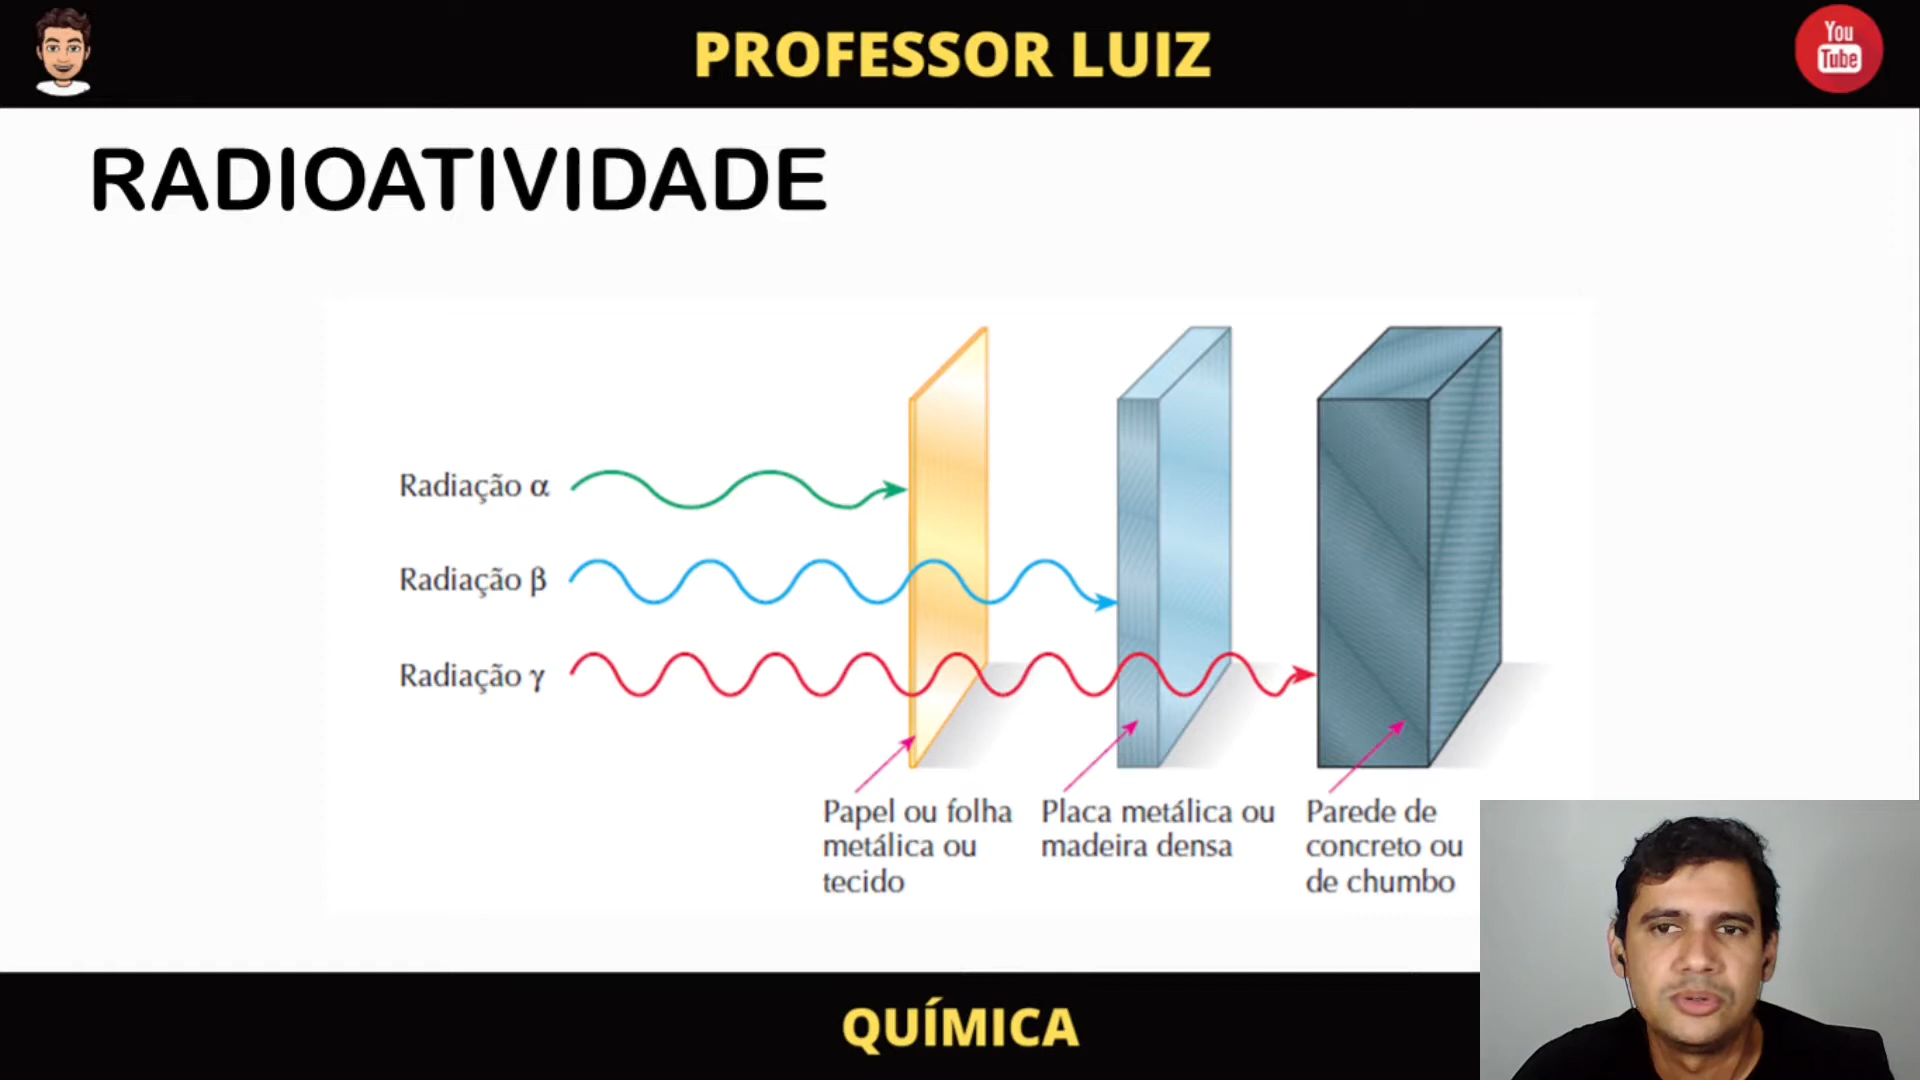 PROFESSOR LUIZ
You
Tube
RADIOATIVIDADE
Radiação α
Radiação β
Radiação γ
Papel ou folha
metálica ou
tecido
Placa metálica ou
madeira densa
Parede de
concreto ou
de chumbo
QUÍMICA